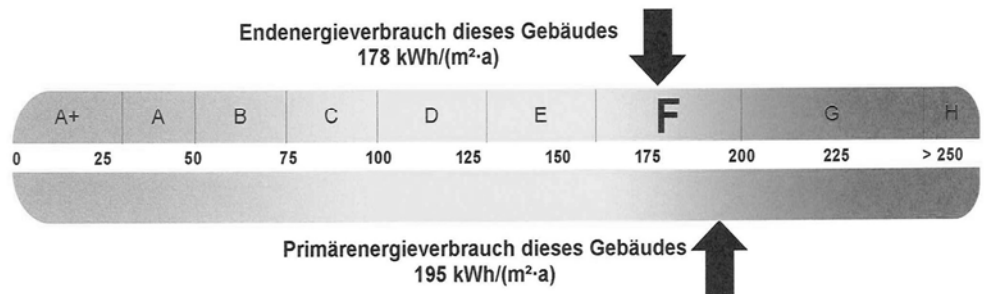 Endenergieverbrauch dieses Gebäudes
178 kWh/(m²·a)
A+ A B C D E F G H
0 25 50 75 100 125 150 175 200 225 > 250
Primärenergieverbrauch dieses Gebäudes
195 kWh/(m²·a)